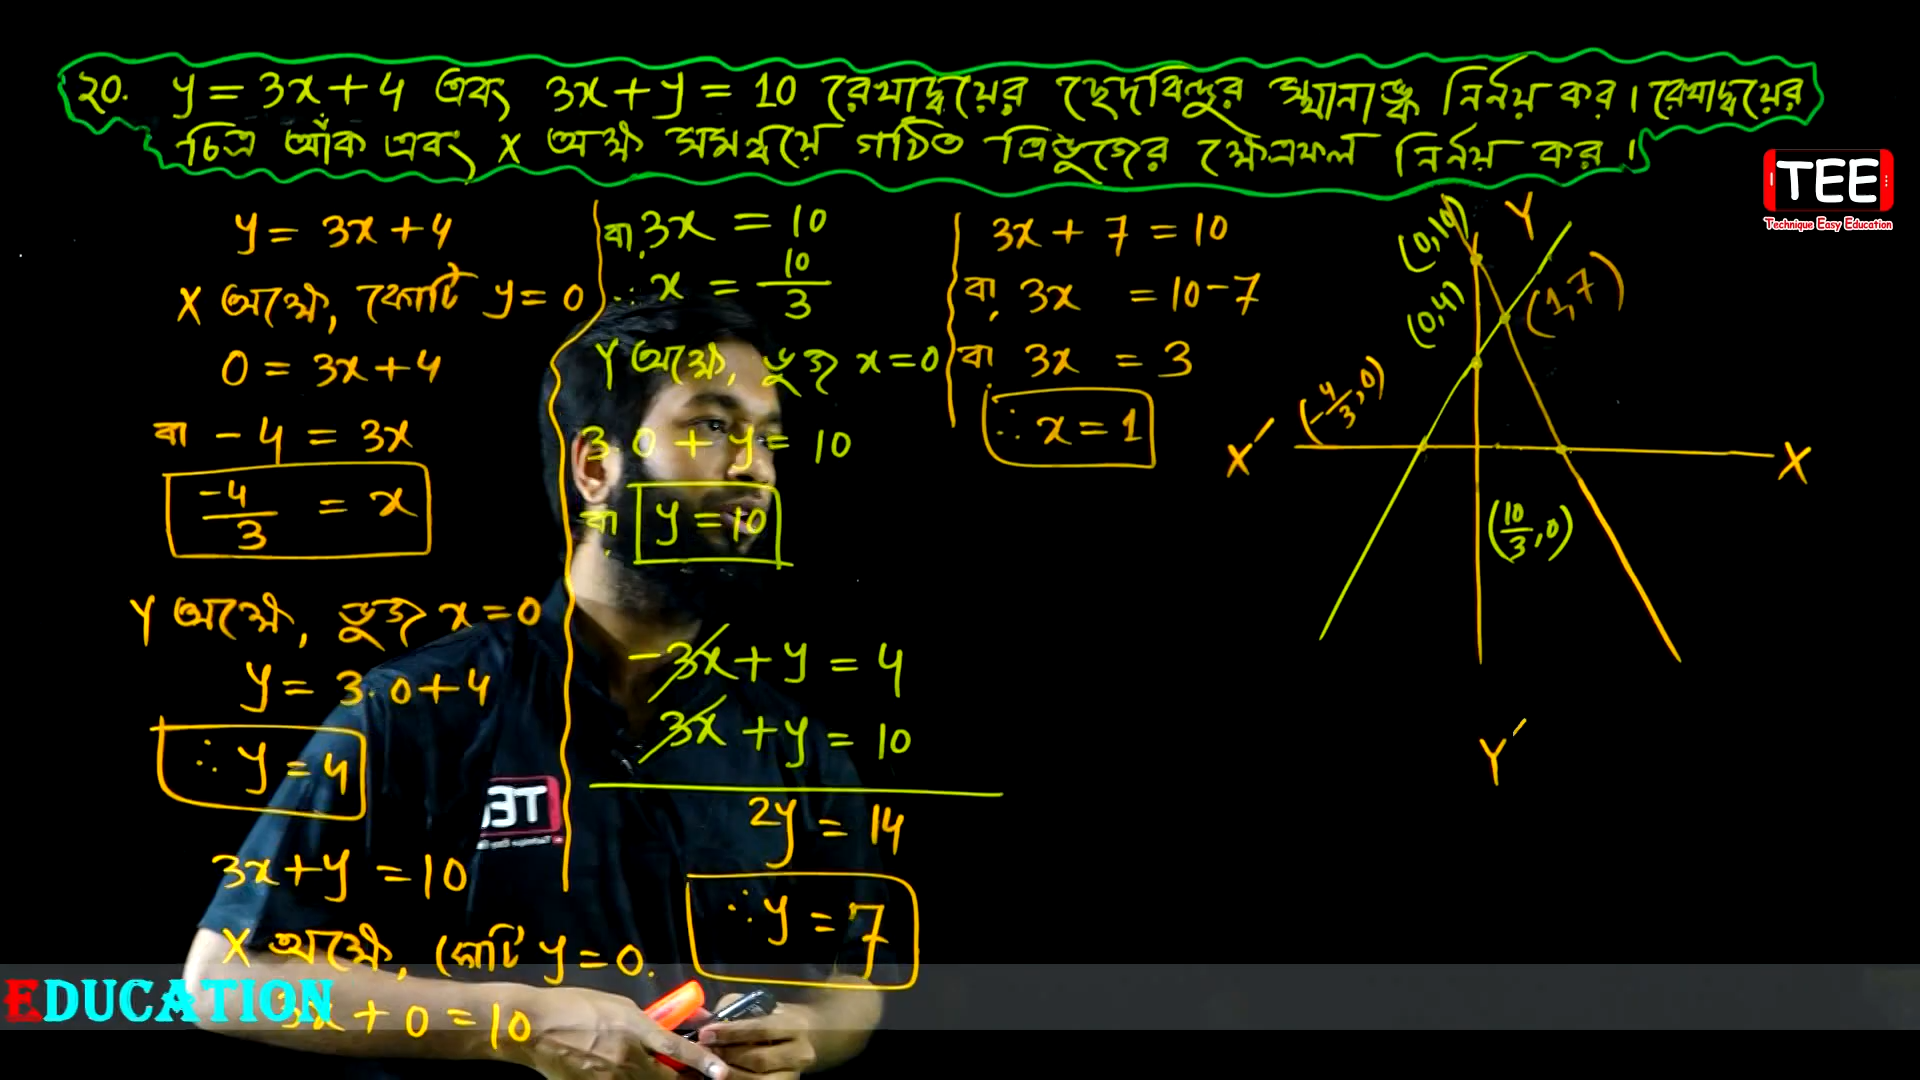 ২০. y = 3x + 4 এবং 3x + y = 10 রেখাদ্বয়ের ছেদবিন্দুর স্থানাঙ্ক নির্নয় কর। রেখাদ্বয়ের
চিত্র আঁক এবং X অক্ষ সমন্বয়ে গঠিত ত্রিভুজের ক্ষেত্রফল নির্নয় কর।
TEE
Technique Easy Education
y = 3x + 4
X অক্ষে, কোটি y = 0
0 = 3x + 4
বা - 4 = 3x
-4/3 = x
Y অক্ষে, ভুজ x = 0
y = 3.0 + 4
∴ y = 4
3x + y = 10
X অক্ষে, কোটি y = 0.
3x + 0 = 10
বা, 3x = 10
∴ x = 10/3
Y অক্ষে, ভুজ x = 0
3.0 + y = 10
বা, y = 10
-3x + y = 4
3x + y = 10
2y = 14
∴ y = 7
3x + 7 = 10
বা, 3x = 10 - 7
বা, 3x = 3
∴ x = 1
Y
(0,10)
(1,7)
(0,4)
(-4/3, 0)
X′
X
(10/3, 0)
Y′
EDUCATION